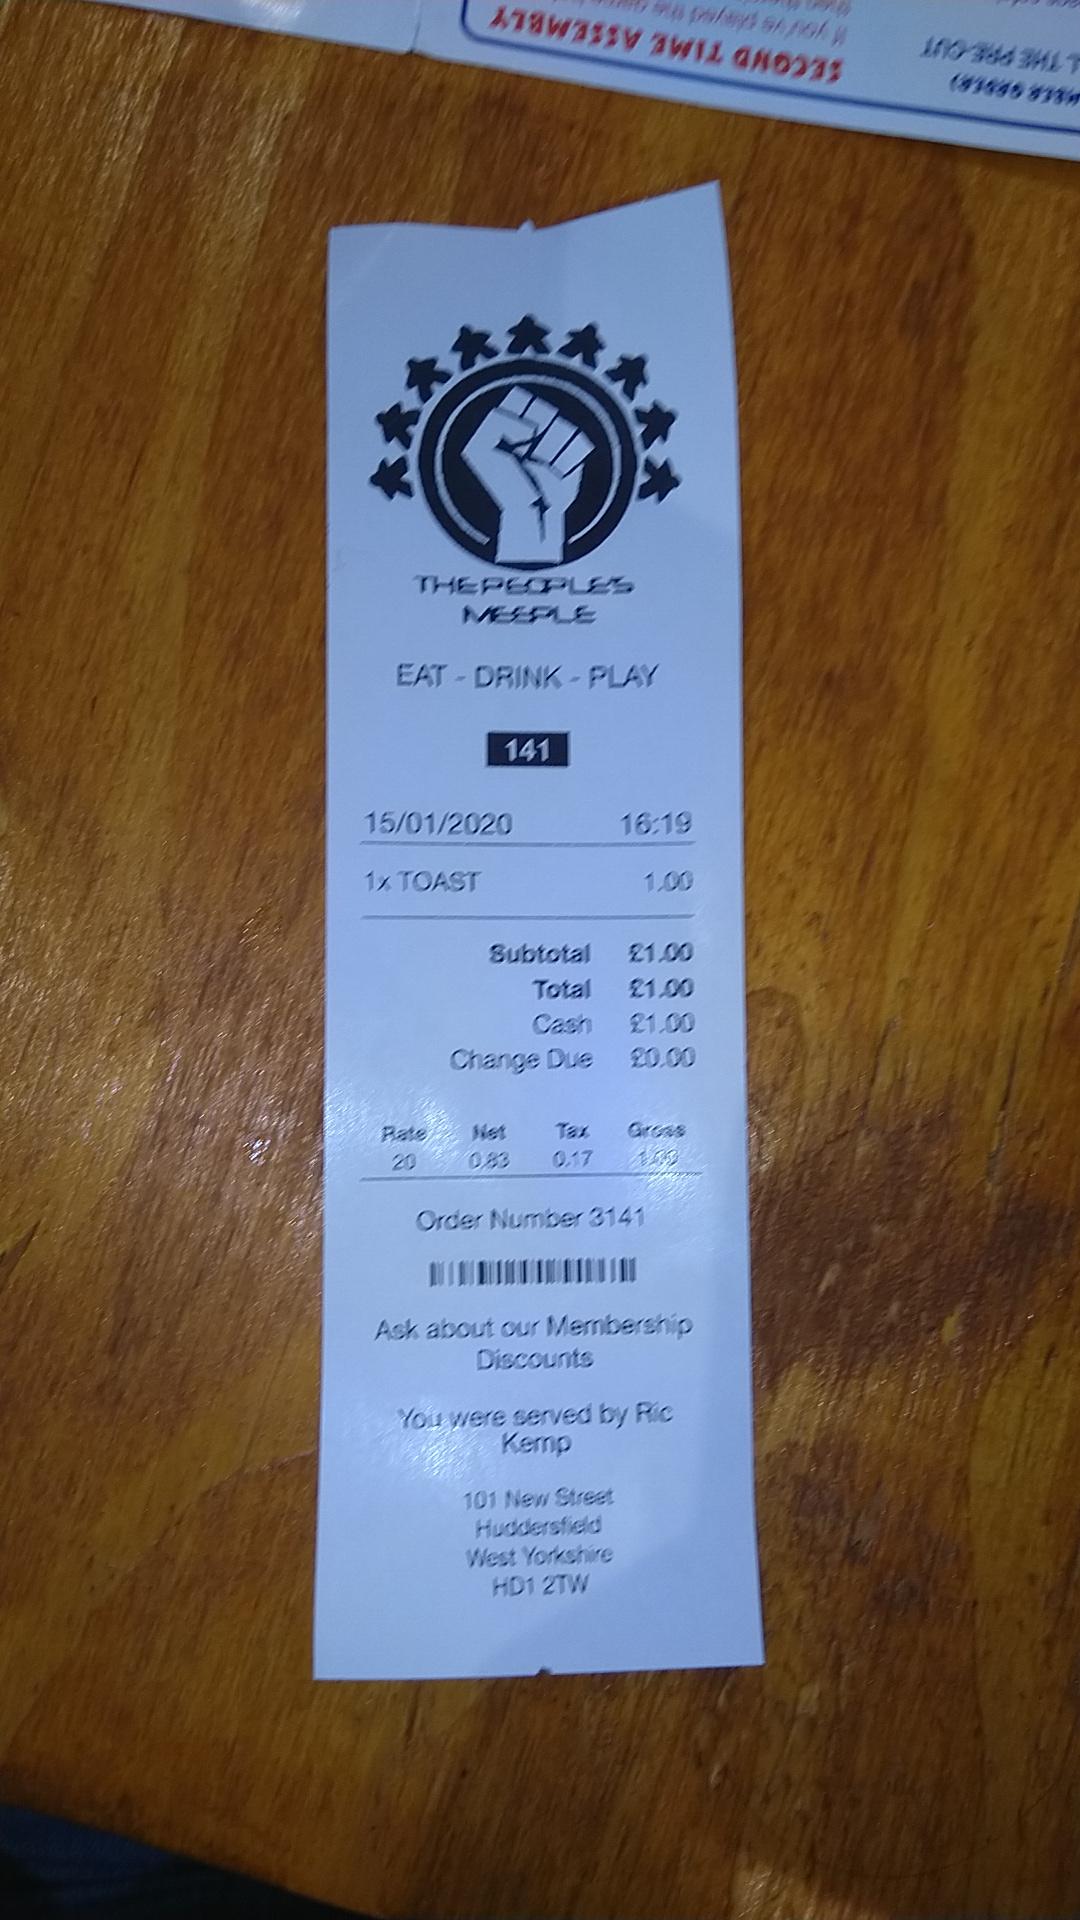 SECOND TIME ASSEMBLY
If you've played the game
L THE PRE-CUT
THE PEOPLE'S
MEEPLE
EAT - DRINK - PLAY
141
15/01/2020 16:19
1x TOAST 1.00
Subtotal £1.00
Total £1.00
Cash £1.00
Change Due £0.00
Rate Net Tax Gross
20 0.83 0.17 1.00
Order Number 3141
Ask about our Membership
Discounts
You were served by Ric
Kemp
101 New Street
Huddersfield
West Yorkshire
HD1 2TW